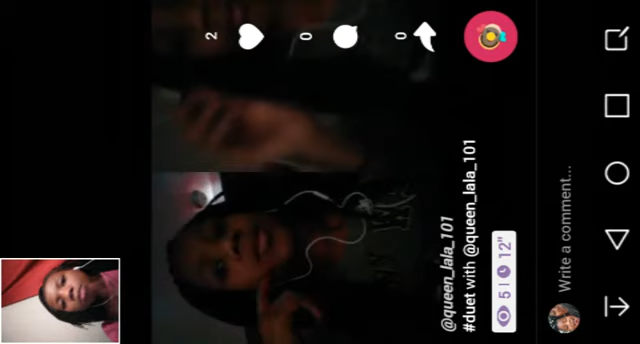 2
0
0
@queen_lala_101
#duet with @queen_lala_101
5 | 12"
Write a comment...